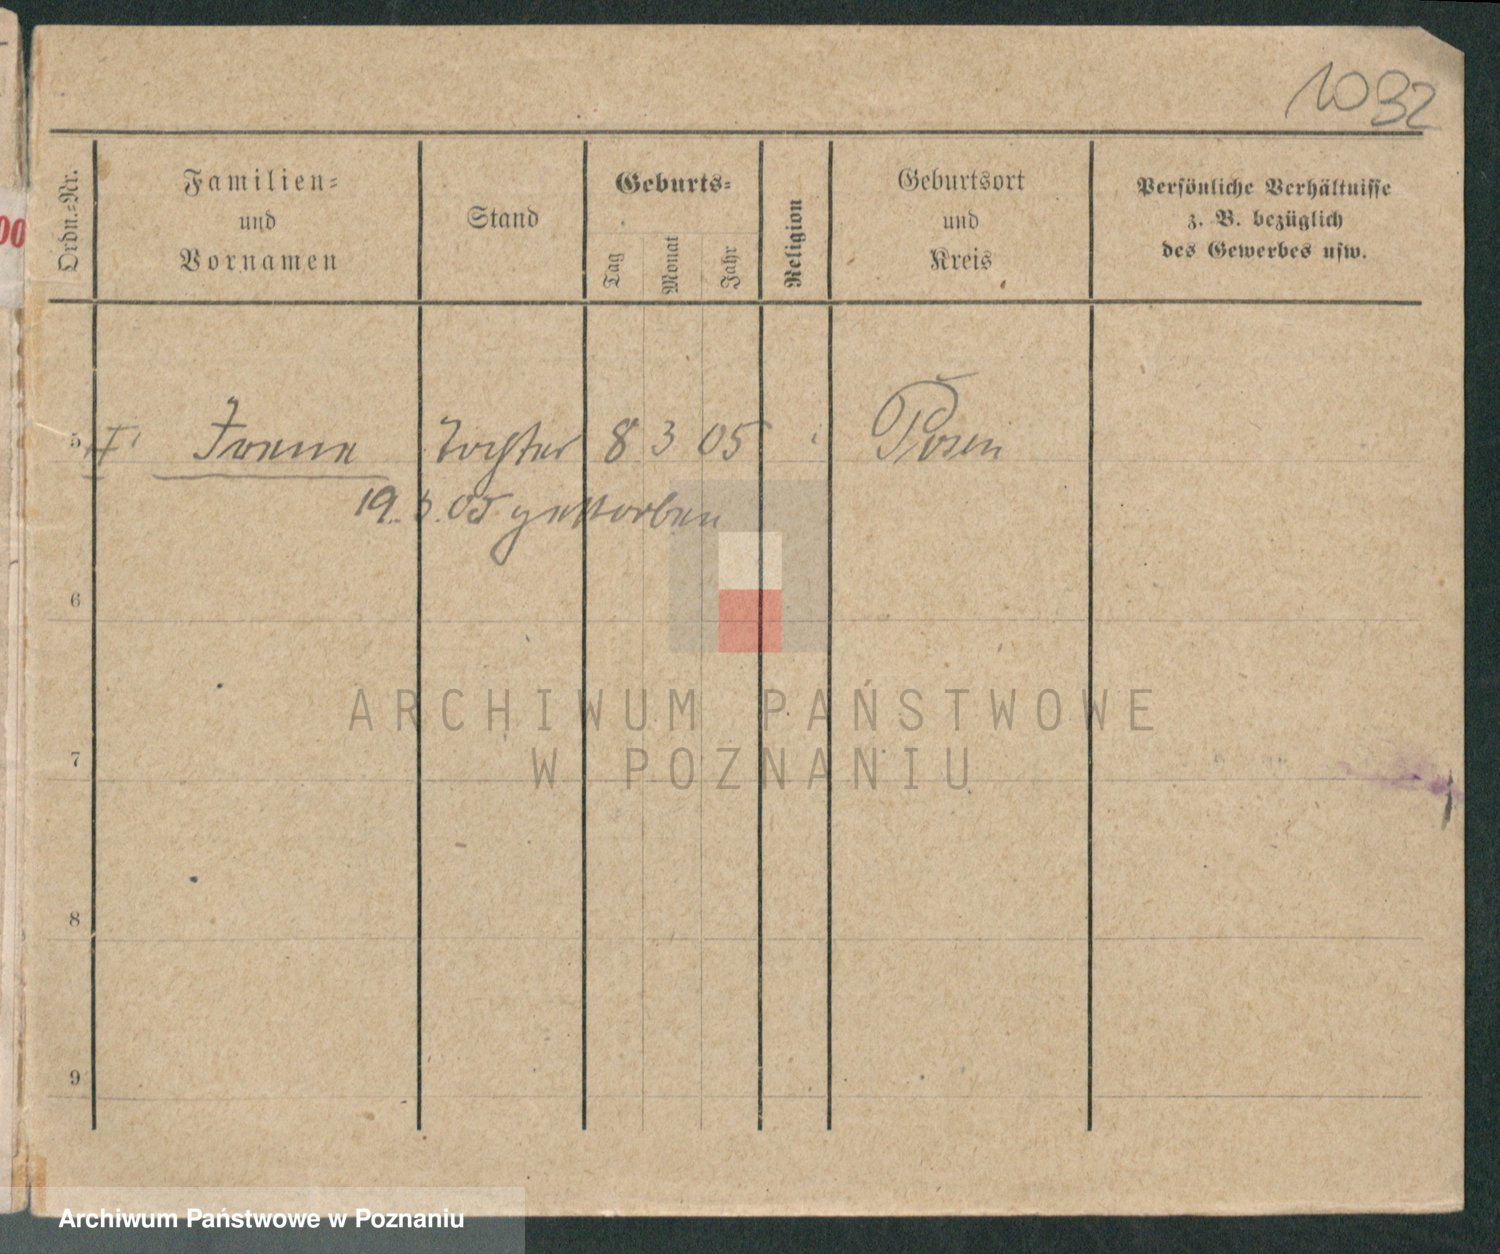 1032
00
Ordn.-Nr.
Familien-
und
Vornamen
Stand
Geburts-
Tag
Monat
Jahr
Religion
Geburtsort
und
Kreis
Persönliche Verhältnisse
z. B. bezüglich
des Gewerbes usw.
5 Irene Tochter 8 3 05 Posen
19. 05 gestorben
6
ARCHIWUM PAŃSTWOWE
W POZNANIU
7
8
9
Archiwum Państwowe w Poznaniu